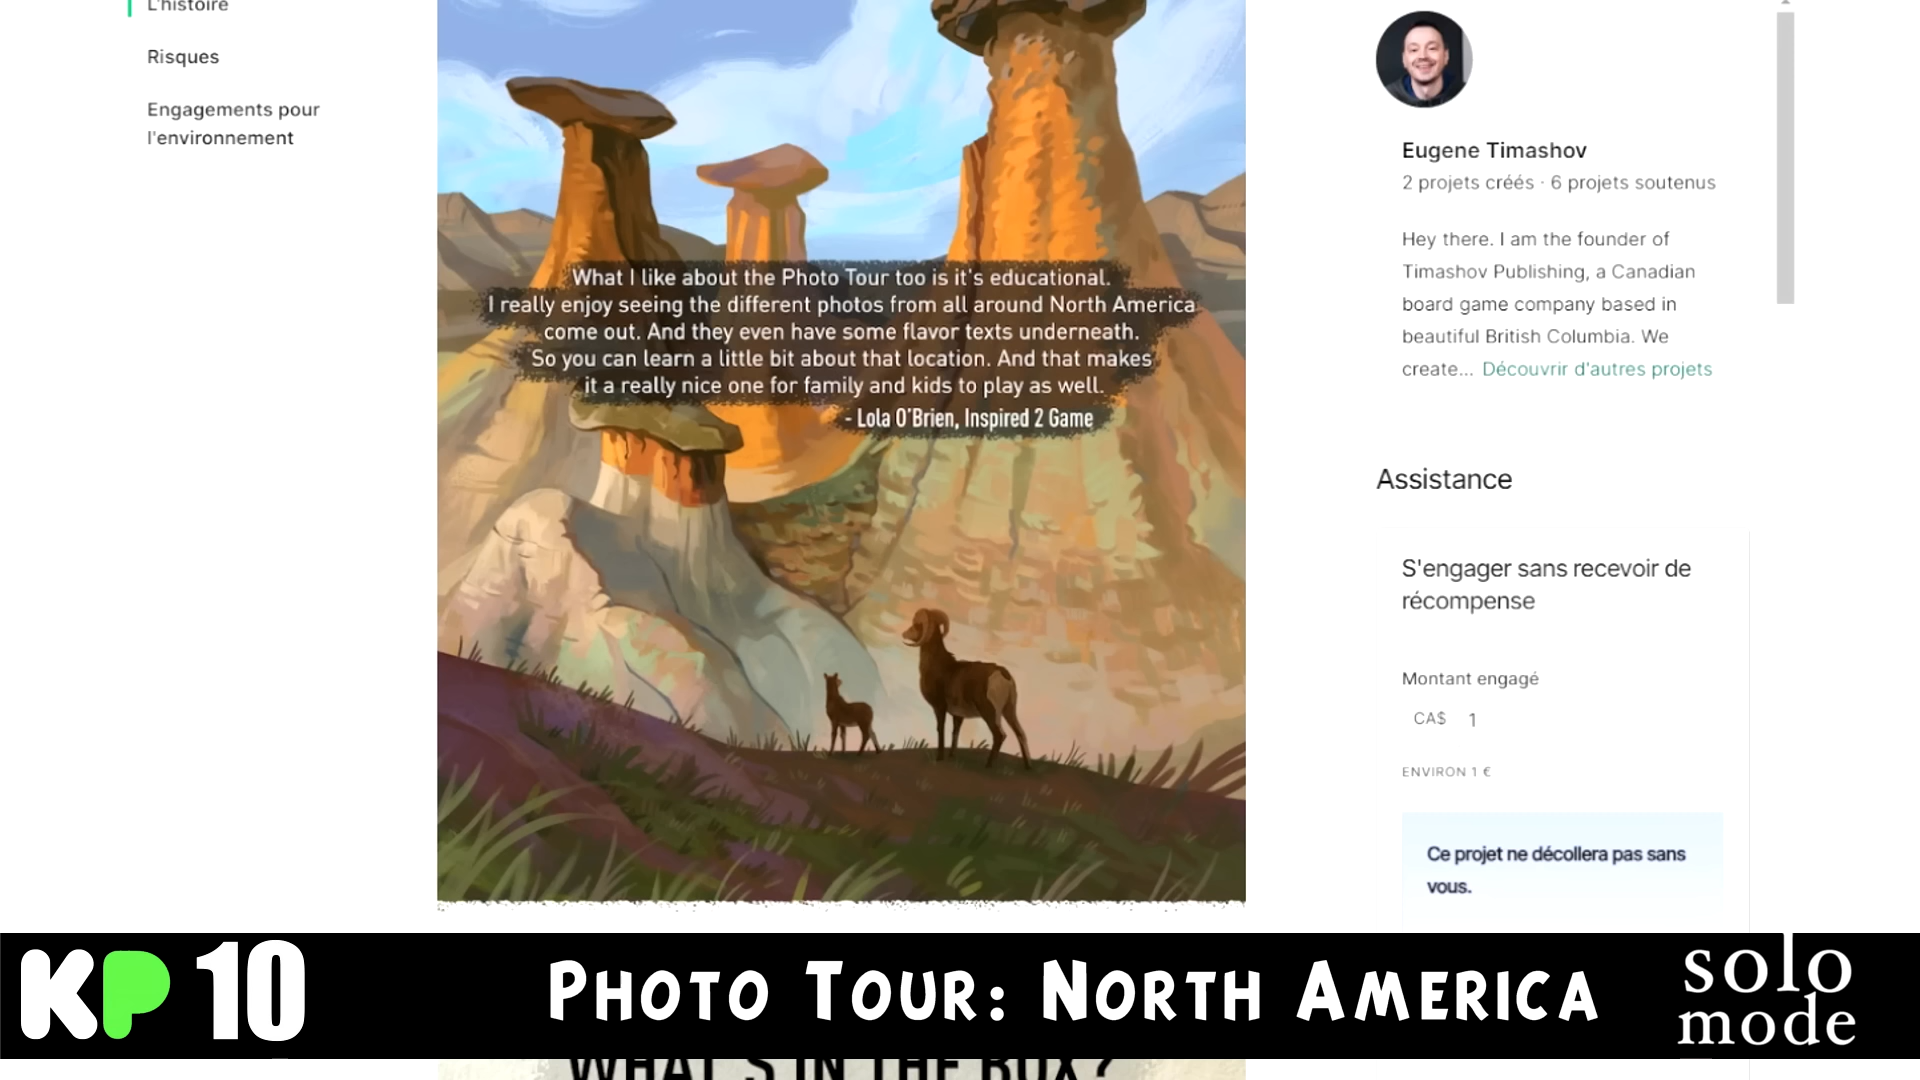 L'histoire
Risques
Engagements pour
l'environnement
What I like about the Photo Tour too is it's educational.
I really enjoy seeing the different photos from all around North America
come out. And they even have some flavor texts underneath.
So you can learn a little bit about that location. And that makes
it a really nice one for family and kids to play as well.
- Lola O'Brien, Inspired 2 Game
Eugene Timashov
2 projets créés · 6 projets soutenus
Hey there. I am the founder of
Timashov Publishing, a Canadian
board game company based in
beautiful British Columbia. We
create... Découvrir d'autres projets
Assistance
S'engager sans recevoir de
récompense
Montant engagé
CA$ 1
ENVIRON 1 €
Ce projet ne décollera pas sans
vous.
KP 10
PHOTO TOUR: NORTH AMERICA
solo
mode
WHAT'S IN THE BOX?